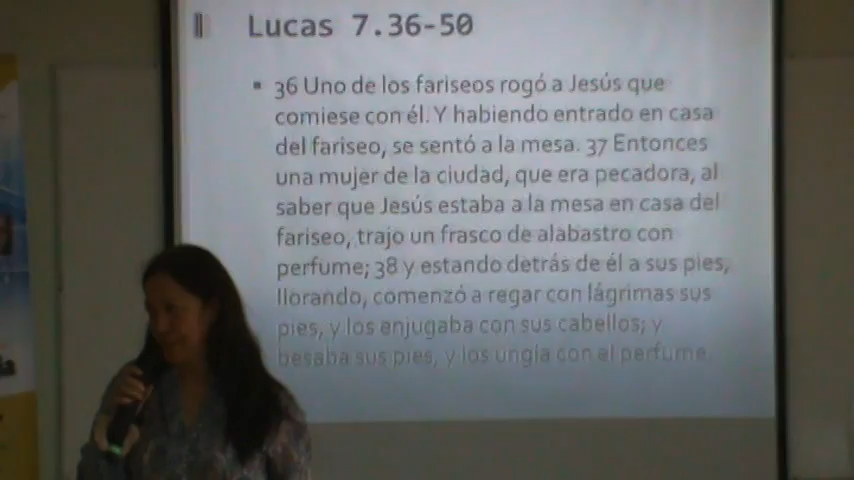 Lucas 7.36-50
▪ 36 Uno de los fariseos rogó a Jesús que
comiese con él. Y habiendo entrado en casa
del fariseo, se sentó a la mesa. 37 Entonces
una mujer de la ciudad, que era pecadora, al
saber que Jesús estaba a la mesa en casa del
fariseo, trajo un frasco de alabastro con
perfume; 38 y estando detrás de él a sus pies,
llorando, comenzó a regar con lágrimas sus
pies, y los enjugaba con sus cabellos; y
besaba sus pies, y los ungía con el perfume.